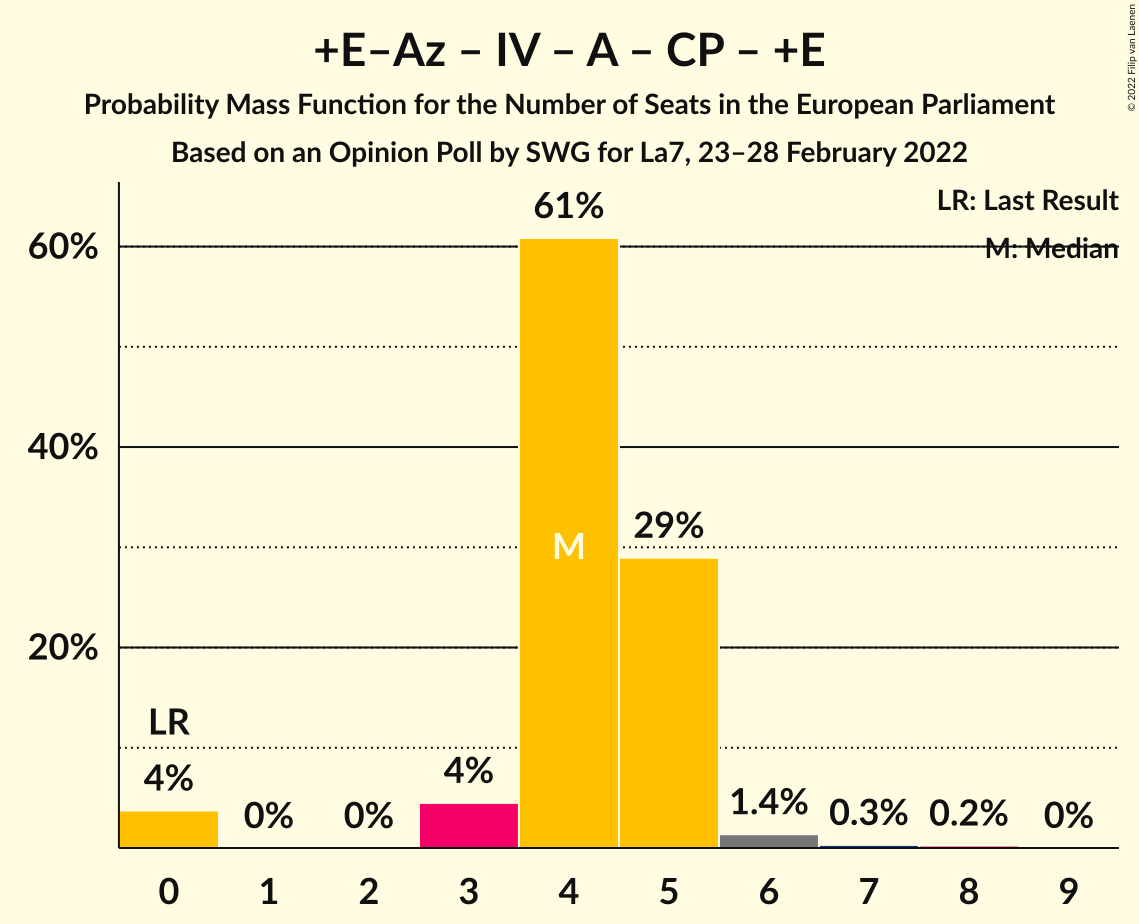 +E–Az – IV – A – CP – +E
Probability Mass Function for the Number of Seats in the European Parliament
Based on an Opinion Poll by SWG for La7, 23–28 February 2022
© 2022 Filip van Laenen
LR: Last Result
M: Median
61%
60%
40%
29%
M
20%
LR
4%
0%
0%
4%
1.4%
0.3%
0.2%
0%
0 1 2 3 4 5 6 7 8 9